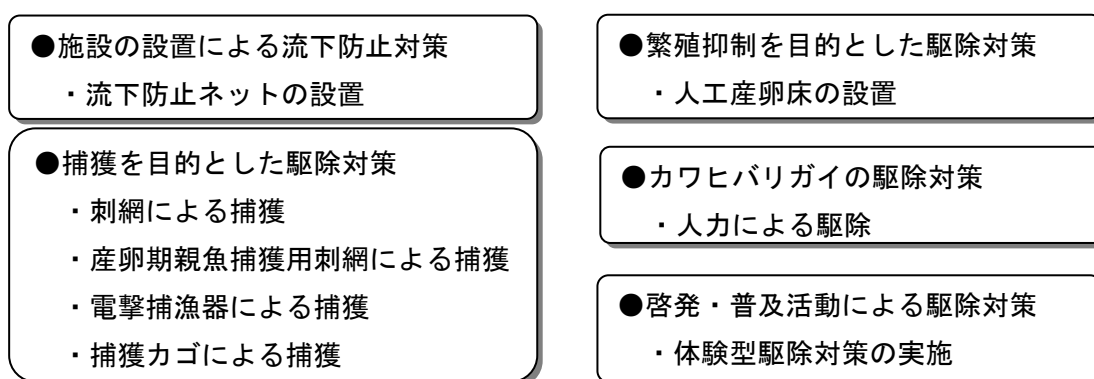 ●施設の設置による流下防止対策
・流下防止ネットの設置
●捕獲を目的とした駆除対策
・刺網による捕獲
・産卵期親魚捕獲用刺網による捕獲
・電撃捕漁器による捕獲
・捕獲カゴによる捕獲
●繁殖抑制を目的とした駆除対策
・人工産卵床の設置
●カワヒバリガイの駆除対策
・人力による駆除
●啓発・普及活動による駆除対策
・体験型駆除対策の実施